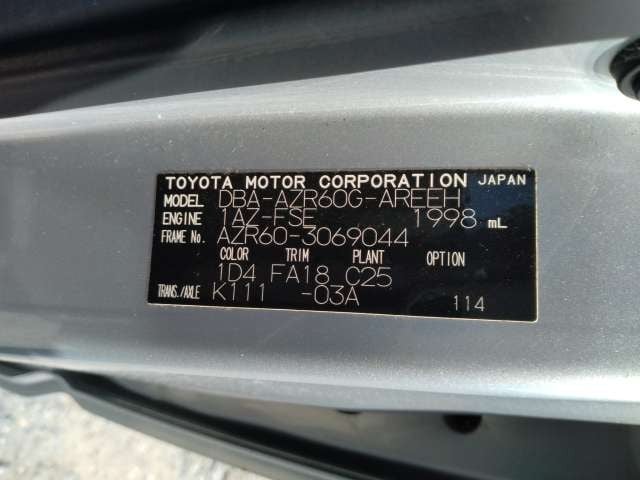 TOYOTA MOTOR CORPORATION JAPAN
MODEL DBA-AZR60G-AREEH
ENGINE 1AZ-FSE 1998 mL
FRAME No. AZR60-3069044
COLOR TRIM PLANT OPTION
1D4 FA18 C25
TRANS./AXLE K111 -03A
114